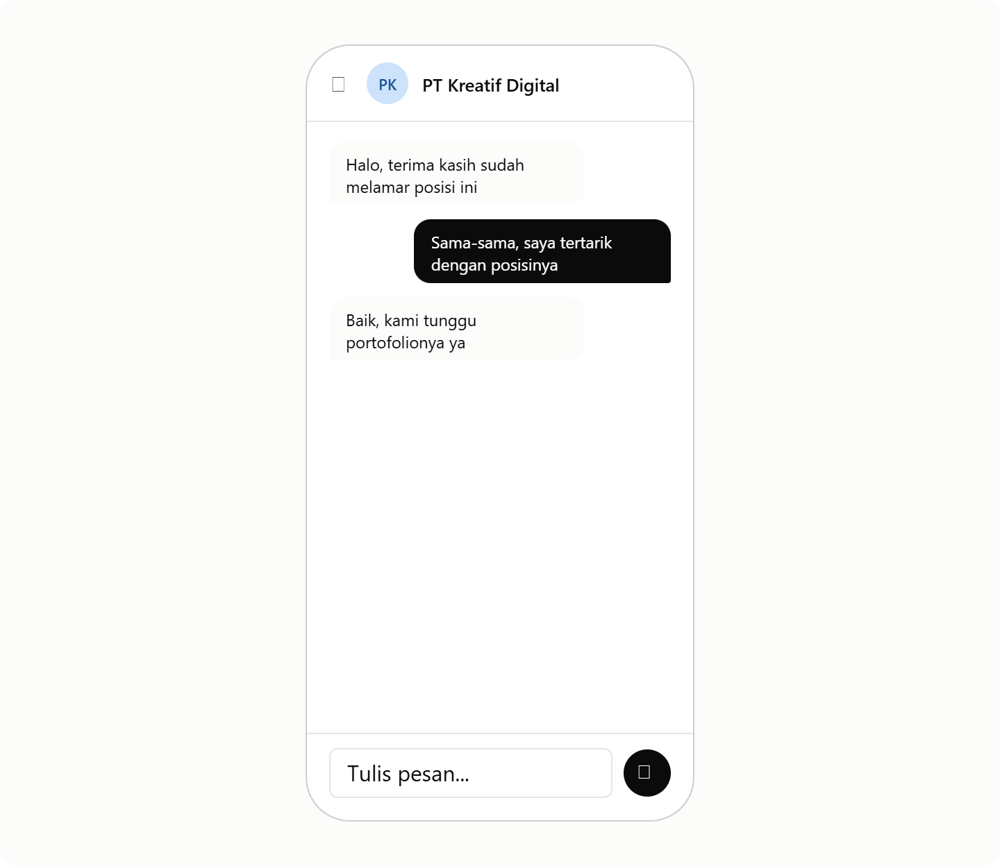 PK
PT Kreatif Digital
Halo, terima kasih sudah
melamar posisi ini
Sama-sama, saya tertarik
dengan posisinya
Baik, kami tunggu
portofolionya ya
Tulis pesan...